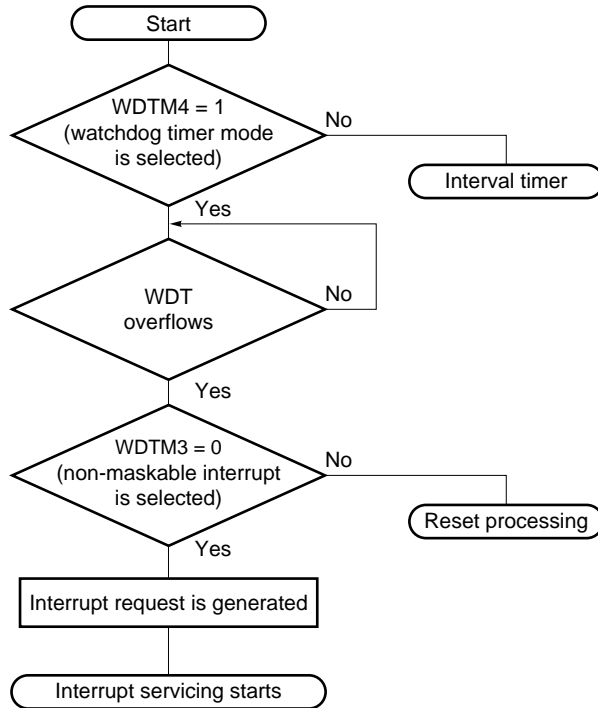 Start
WDTM4 = 1
(watchdog timer mode
is selected)
No
Interval timer
Yes
WDT
overflows
No
Yes
WDTM3 = 0
(non-maskable interrupt
is selected)
No
Reset processing
Yes
Interrupt request is generated
Interrupt servicing starts